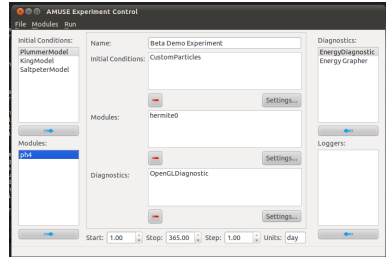 AMUSE Experiment Control
File Modules Run
Initial Conditions:
PlummerModel
KingModel
SaltpeterModel
Modules:
ph4
Name: Beta Demo Experiment
Initial Conditions: CustomParticles
Settings...
Modules: hermite0
Settings...
Diagnostics: OpenGLDiagnostic
Settings...
Start: 1.00 Stop: 365.00 Step: 1.00 Units: day
Diagnostics:
EnergyDiagnostic
Energy Grapher
Loggers: